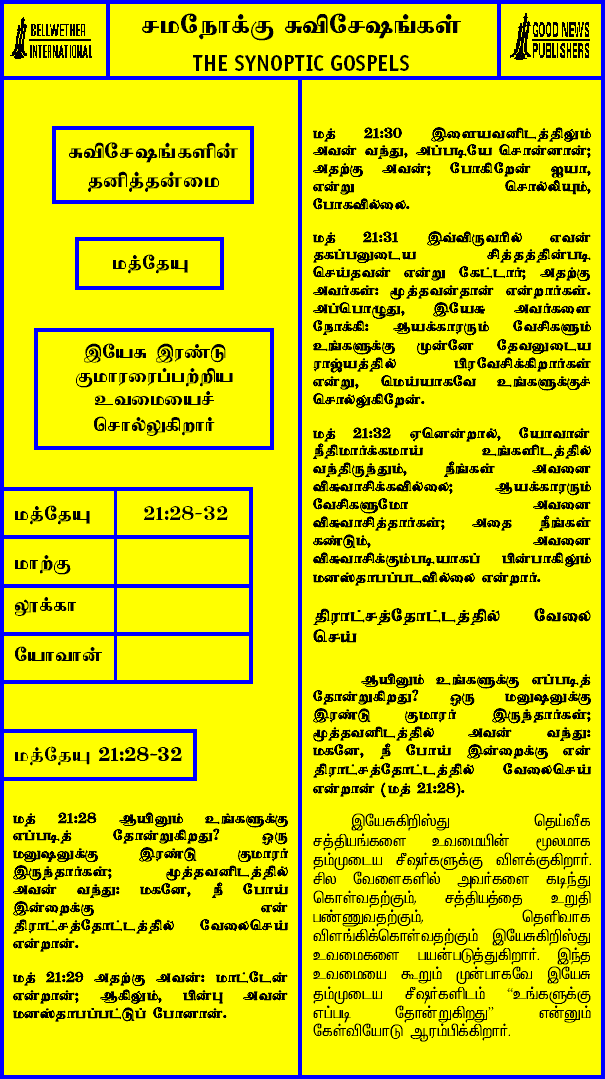 BELLWETHER
INTERNATIONAL
சமநோக்கு சுவிசேஷங்கள்
THE SYNOPTIC GOSPELS
GOOD NEWS
PUBLISHERS
சுவிசேஷங்களின்
தனித்தன்மை
மத்தேயு
இயேசு இரண்டு
குமாரரைப்பற்றிய
உவமையைச்
சொல்லுகிறார்
மத்தேயு 21:28-32
மாற்கு
லூக்கா
யோவான்
மத்தேயு 21:28-32
மத் 21:28 ஆயினும் உங்களுக்கு
எப்படித் தோன்றுகிறது? ஒரு
மனுஷனுக்கு இரண்டு குமாரர்
இருந்தார்கள்; மூத்தவனிடத்தில்
அவன் வந்து: மகனே, நீ போய்
இன்றைக்கு என்
திராட்சத்தோட்டத்தில் வேலைசெய்
என்றான்.
மத் 21:29 அதற்கு அவன்: மாட்டேன்
என்றான்; ஆகிலும், பின்பு அவன்
மனஸ்தாபப்பட்டுப் போனான்.
மத் 21:30 இளையவனிடத்திலும்
அவன் வந்து, அப்படியே சொன்னான்;
அதற்கு அவன்; போகிறேன் ஐயா,
என்று சொல்லியும்,
போகவில்லை.
மத் 21:31 இவ்விருவரில் எவன்
தகப்பனுடைய சித்தத்தின்படி
செய்தவன் என்று கேட்டார்; அதற்கு
அவர்கள்: மூத்தவன்தான் என்றார்கள்.
அப்பொழுது, இயேசு அவர்களை
நோக்கி: ஆயக்காரரும் வேசிகளும்
உங்களுக்கு முன்னே தேவனுடைய
ராஜ்யத்தில் பிரவேசிக்கிறார்கள்
என்று, மெய்யாகவே உங்களுக்குச்
சொல்லுகிறேன்.
மத் 21:32 ஏனென்றால், யோவான்
நீதிமார்க்கமாய் உங்களிடத்தில்
வந்திருந்தும், நீங்கள் அவனை
விசுவாசிக்கவில்லை; ஆயக்காரரும்
வேசிகளுமோ அவனை
விசுவாசித்தார்கள்; அதை நீங்கள்
கண்டும், அவனை
விசுவாசிக்கும்படியாகப் பின்பாகிலும்
மனஸ்தாபப்படவில்லை என்றார்.
திராட்சத்தோட்டத்தில் வேலை
செய்
ஆயினும் உங்களுக்கு எப்படித்
தோன்றுகிறது? ஒரு மனுஷனுக்கு
இரண்டு குமாரர் இருந்தார்கள்;
மூத்தவனிடத்தில் அவன் வந்து:
மகனே, நீ போய் இன்றைக்கு என்
திராட்சத்தோட்டத்தில் வேலைசெய்
என்றான் (மத் 21:28).
இயேசுகிறிஸ்து தெய்வீக
சத்தியங்களை உவமையின் மூலமாக
தம்முடைய சீஷர்களுக்கு விளக்குகிறார்.
சில வேளைகளில் அவர்களை கடிந்து
கொள்வதற்கும், சத்தியத்தை உறுதி
பண்ணுவதற்கும், தெளிவாக
விளங்கிக்கொள்வதற்கும் இயேசுகிறிஸ்து
உவமைகளை பயன்படுத்துகிறார். இந்த
உவமையை கூறும் முன்பாகவே இயேசு
தம்முடைய சீஷர்களிடம் “உங்களுக்கு
எப்படி தோன்றுகிறது” என்னும்
கேள்வியோடு ஆரம்பிக்கிறார்.